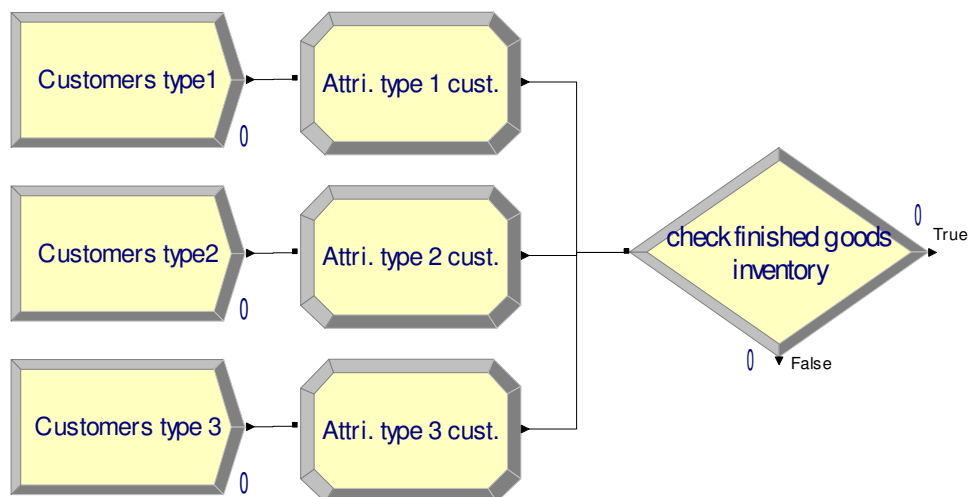 Customers type1
0
Attri. type 1 cust.
Customers type2
0
Attri. type 2 cust.
Customers type 3
0
Attri. type 3 cust.
check finished goods
inventory
0
True
0
False